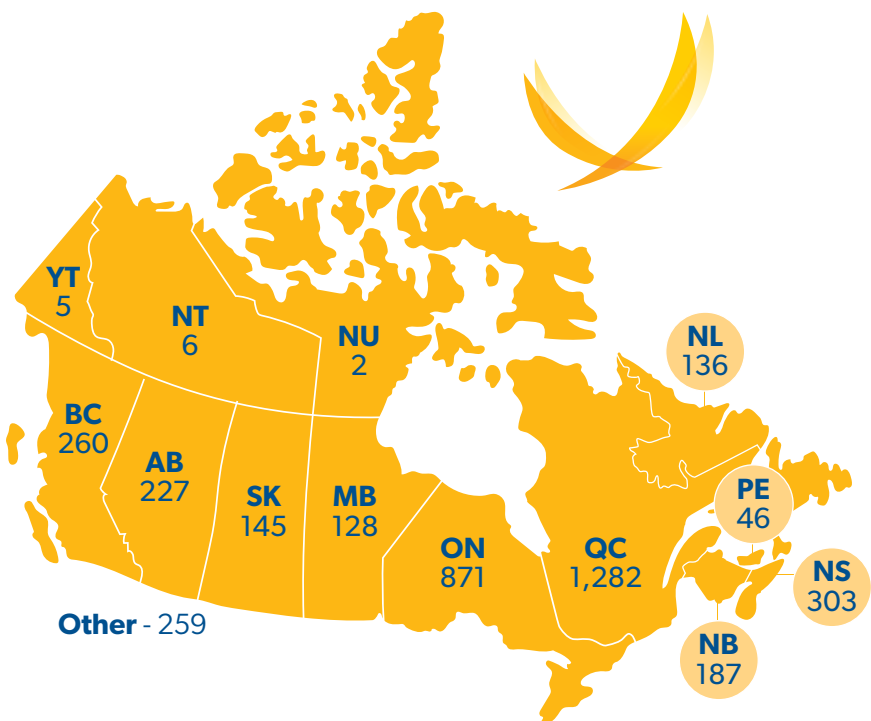 YT
5
NT
6
NU
2
NL
136
BC
260
AB
227
SK
145
MB
128
ON
871
QC
1,282
PE
46
NS
303
NB
187
Other - 259